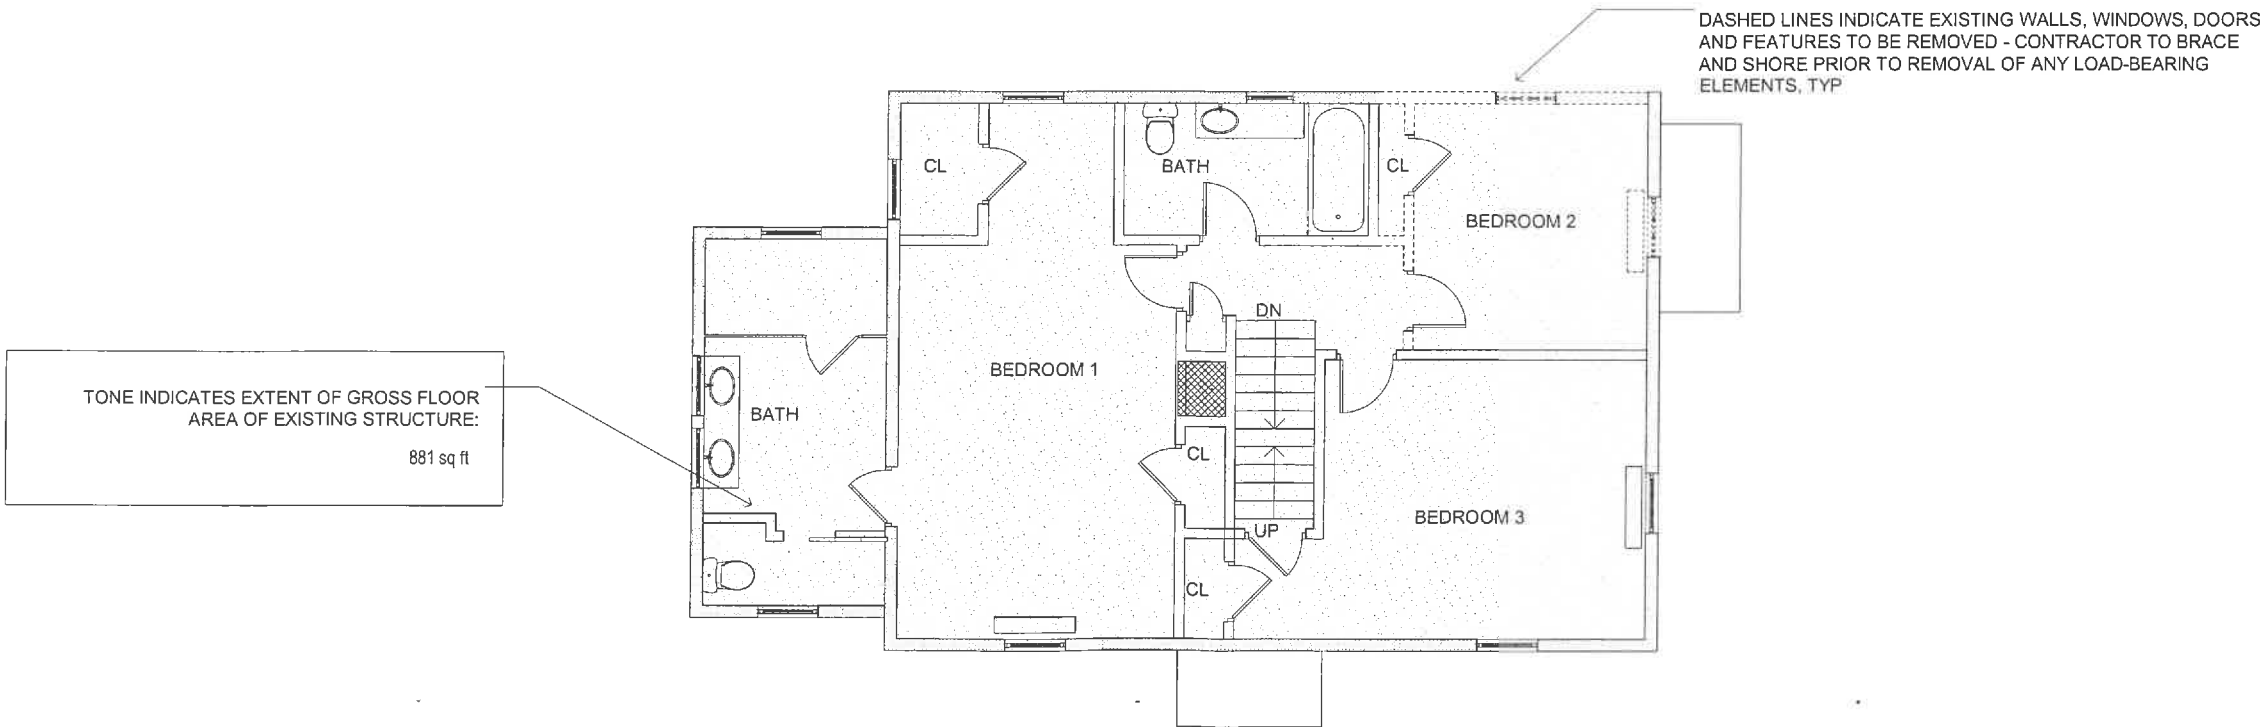 DASHED LINES INDICATE EXISTING WALLS, WINDOWS, DOORS
AND FEATURES TO BE REMOVED - CONTRACTOR TO BRACE
AND SHORE PRIOR TO REMOVAL OF ANY LOAD-BEARING
ELEMENTS, TYP
CL
BATH
CL
BEDROOM 2
DN
BEDROOM 1
TONE INDICATES EXTENT OF GROSS FLOOR
AREA OF EXISTING STRUCTURE:
881 sq ft
BATH
CL
BEDROOM 3
UP
CL